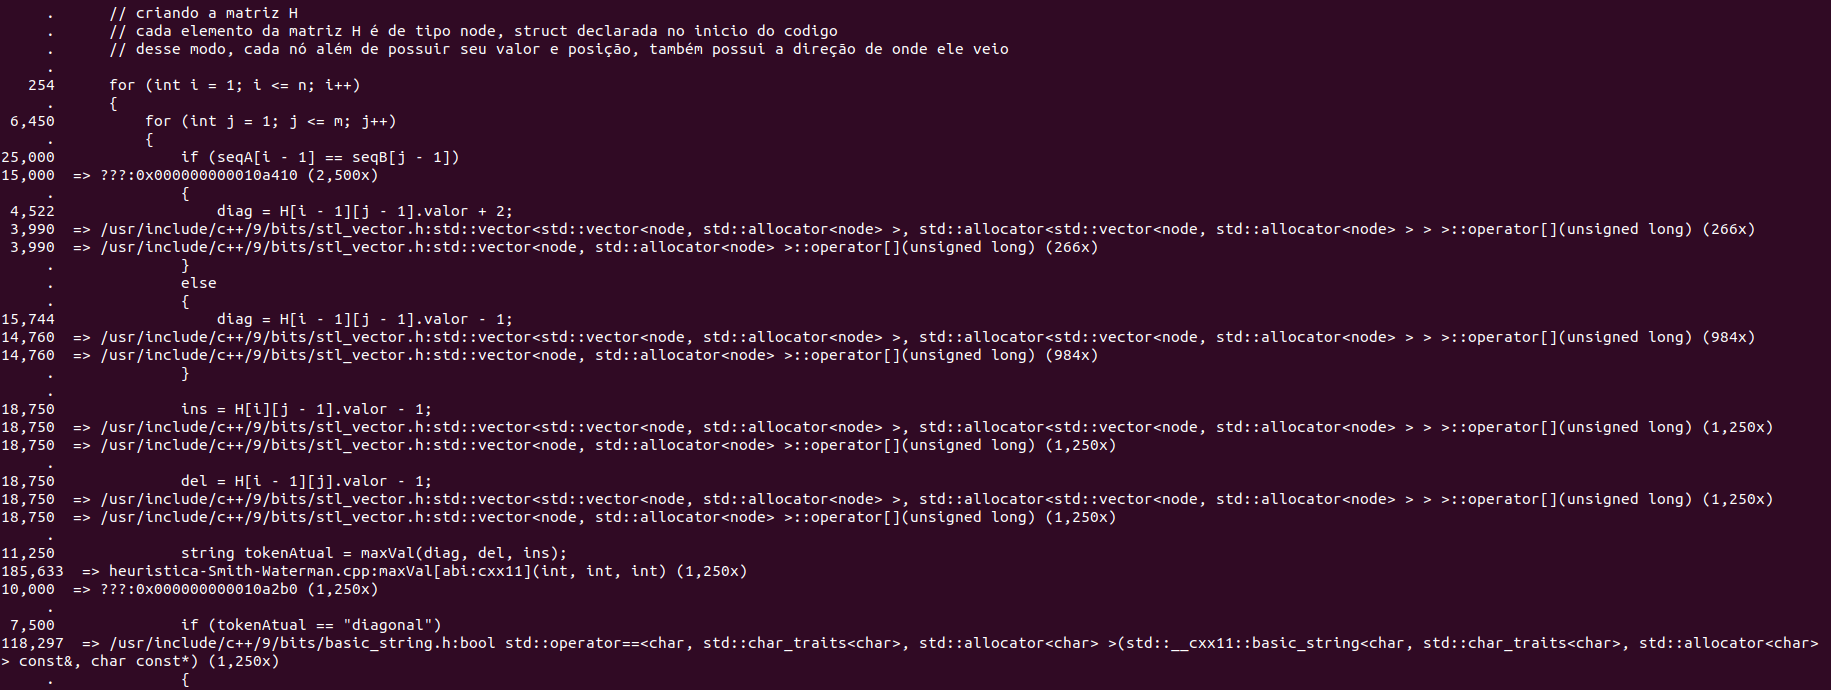 .      // criando a matriz H
.      // cada elemento da matriz H é de tipo node, struct declarada no inicio do codigo
.      // desse modo, cada nó além de possuir seu valor e posição, também possui a direção de onde ele veio
.
254      for (int i = 1; i <= n; i++)
.      {
6,450          for (int j = 1; j <= m; j++)
.          {
25,000              if (seqA[i - 1] == seqB[j - 1])
15,000  => ???:0x000000000010a410 (2,500x)
.              {
4,522                  diag = H[i - 1][j - 1].valor + 2;
3,990  => /usr/include/c++/9/bits/stl_vector.h:std::vector<std::vector<node, std::allocator<node> >, std::allocator<std::vector<node, std::allocator<node> > > >::operator[](unsigned long) (266x)
3,990  => /usr/include/c++/9/bits/stl_vector.h:std::vector<node, std::allocator<node> >::operator[](unsigned long) (266x)
.              }
.              else
.              {
15,744                  diag = H[i - 1][j - 1].valor - 1;
14,760  => /usr/include/c++/9/bits/stl_vector.h:std::vector<std::vector<node, std::allocator<node> >, std::allocator<std::vector<node, std::allocator<node> > > >::operator[](unsigned long) (984x)
14,760  => /usr/include/c++/9/bits/stl_vector.h:std::vector<node, std::allocator<node> >::operator[](unsigned long) (984x)
.              }
.
18,750              ins = H[i][j - 1].valor - 1;
18,750  => /usr/include/c++/9/bits/stl_vector.h:std::vector<std::vector<node, std::allocator<node> >, std::allocator<std::vector<node, std::allocator<node> > > >::operator[](unsigned long) (1,250x)
18,750  => /usr/include/c++/9/bits/stl_vector.h:std::vector<node, std::allocator<node> >::operator[](unsigned long) (1,250x)
.
18,750              del = H[i - 1][j].valor - 1;
18,750  => /usr/include/c++/9/bits/stl_vector.h:std::vector<std::vector<node, std::allocator<node> >, std::allocator<std::vector<node, std::allocator<node> > > >::operator[](unsigned long) (1,250x)
18,750  => /usr/include/c++/9/bits/stl_vector.h:std::vector<node, std::allocator<node> >::operator[](unsigned long) (1,250x)
.
11,250              string tokenAtual = maxVal(diag, del, ins);
185,633  => heuristica-Smith-Waterman.cpp:maxVal[abi:cxx11](int, int, int) (1,250x)
10,000  => ???:0x000000000010a2b0 (1,250x)
.
7,500              if (tokenAtual == "diagonal")
118,297  => /usr/include/c++/9/bits/basic_string.h:bool std::operator==<char, std::char_traits<char>, std::allocator<char> >(std::__cxx11::basic_string<char, std::char_traits<char>, std::allocator<char>
> const&, char const*) (1,250x)
.              {